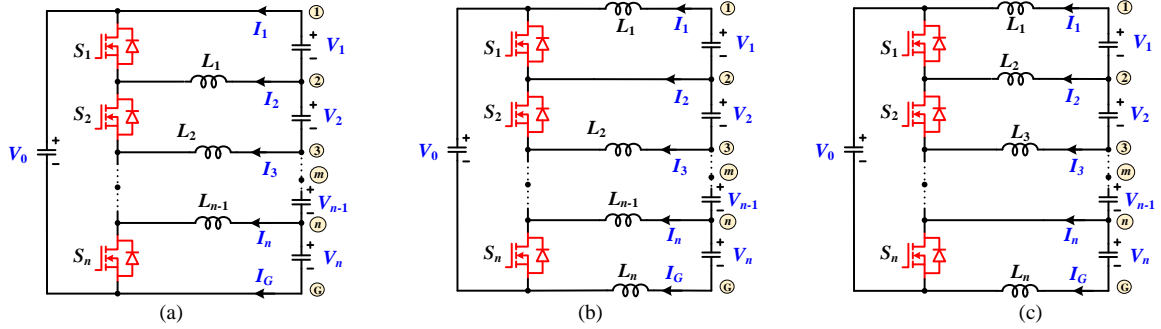 1
I1
L1
S1
+
−
V1
2
I2
S2
+
−
V2
L2
3
I3
V0
+
−
m
Ln-1
+
−
Vn-1
n
In
Sn
+
−
Vn
IG
G
(a)
L1
I1
1
S1
+
−
V1
2
I2
S2
+
−
V2
L2
3
I3
V0
+
−
m
Ln-1
+
−
Vn-1
n
In
Sn
+
−
Vn
Ln
IG
G
(b)
L1
I1
1
S1
+
−
V1
L2
2
I2
S2
+
−
V2
L3
3
I3
V0
+
−
m
+
−
Vn-1
n
In
Sn
+
−
Vn
Ln
IG
G
(c)